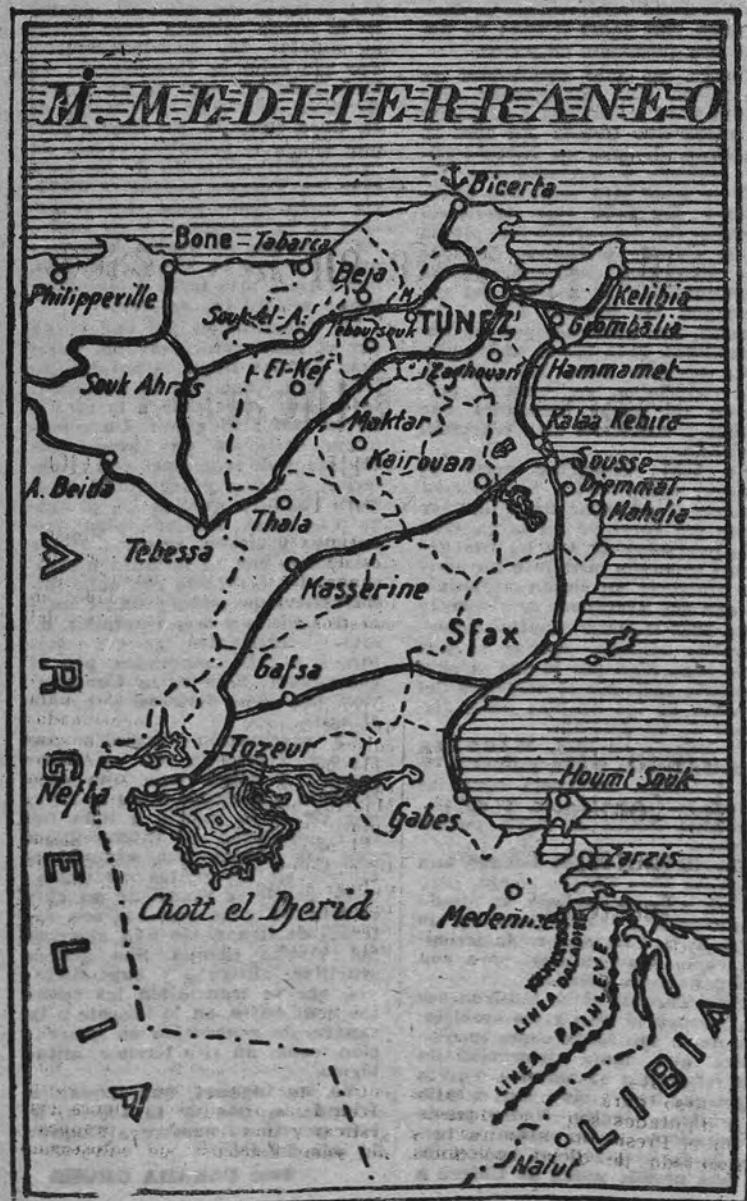 M. MEDITERRANEO
Bicerta
Bone
Tabarca
Philippeville
Beja
Kelibia
Souk-el-A.
M.
Teboursouk
TUNEZ
Grombalia
Souk Ahras
El-Kef
Zaghouan
Hammamet
Maktar
Kalaa Kebira
Kairouan
Sousse
A. Beida
Djemmal
Mahdia
Thala
Tebessa
Kasserine
Sfax
Gafsa
Tozeur
Nefta
Houmt Souk
Gabes
Zarzis
Chott el Djerid
Medenine
LINEA DALADIER
LINEA PAINLEVE
ARGELIA
LIBIA
Nalut